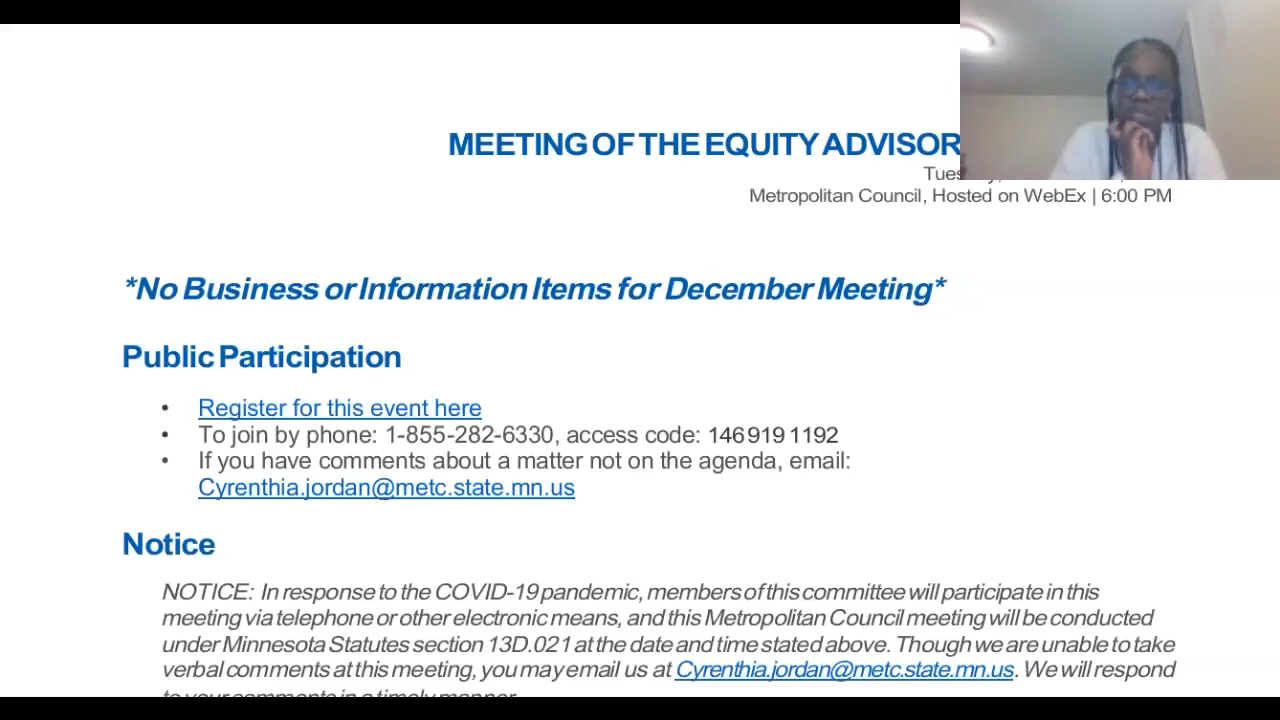 MEETING OF THE EQUITY ADVISOR
Metropolitan Council, Hosted on WebEx | 6:00 PM
*No Business or Information Items for December Meeting*
Public Participation
• Register for this event here
• To join by phone: 1-855-282-6330, access code: 146 919 1192
• If you have comments about a matter not on the agenda, email:
Cyrenthia.jordan@metc.state.mn.us
Notice
NOTICE: In response to the COVID-19 pandemic, members of this committee will participate in this
meeting via telephone or other electronic means, and this Metropolitan Council meeting will be conducted
under Minnesota Statutes section 13D.021 at the date and time stated above. Though we are unable to take
verbal comments at this meeting, you may email us at Cyrenthia.jordan@metc.state.mn.us. We will respond
to your comments in a timely manner.